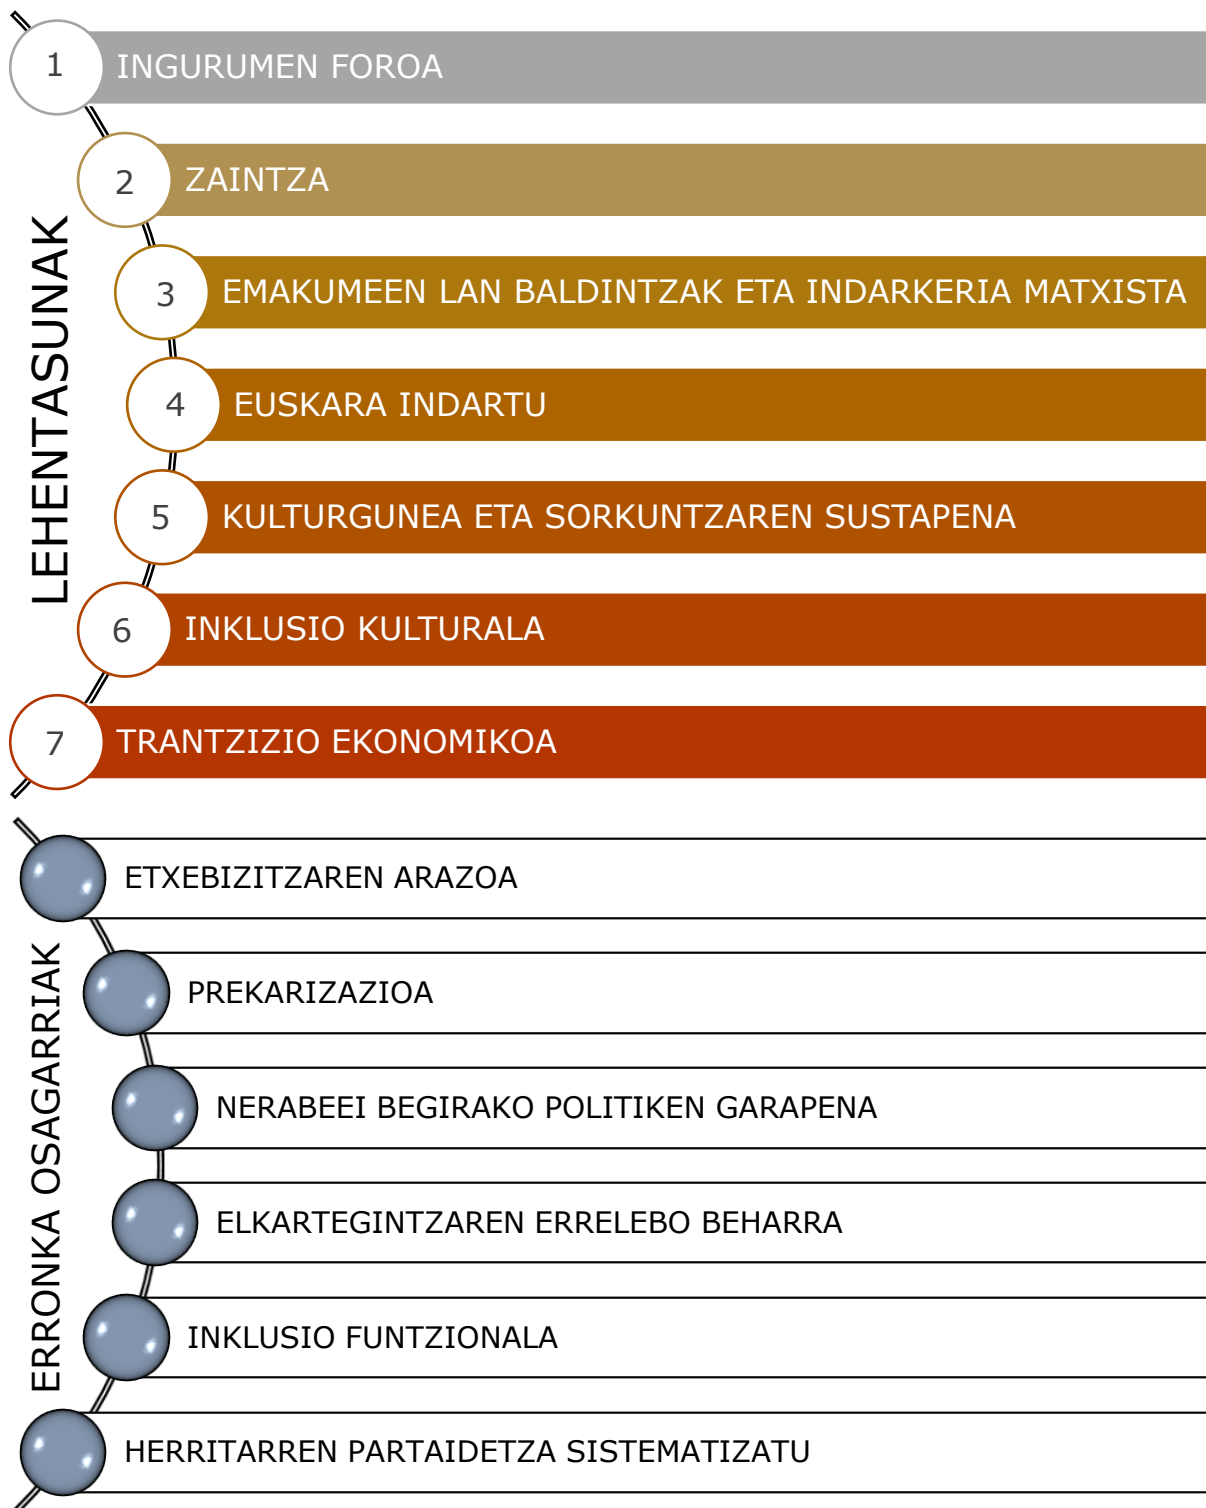 LEHENTASUNAK
1
INGURUMEN FOROA
2
ZAINTZA
3
EMAKUMEEN LAN BALDINTZAK ETA INDARKERIA MATXISTA
4
EUSKARA INDARTU
5
KULTURGUNEA ETA SORKUNTZAREN SUSTAPENA
6
INKLUSIO KULTURALA
7
TRANTZIZIO EKONOMIKOA
ERRONKA OSAGARRIAK
ETXEBIZITZAREN ARAZOA
PREKARIZAZIOA
NERABEEI BEGIRAKO POLITIKEN GARAPENA
ELKARTEGINTZAREN ERRELEBO BEHARRA
INKLUSIO FUNTZIONALA
HERRITARREN PARTAIDETZA SISTEMATIZATU